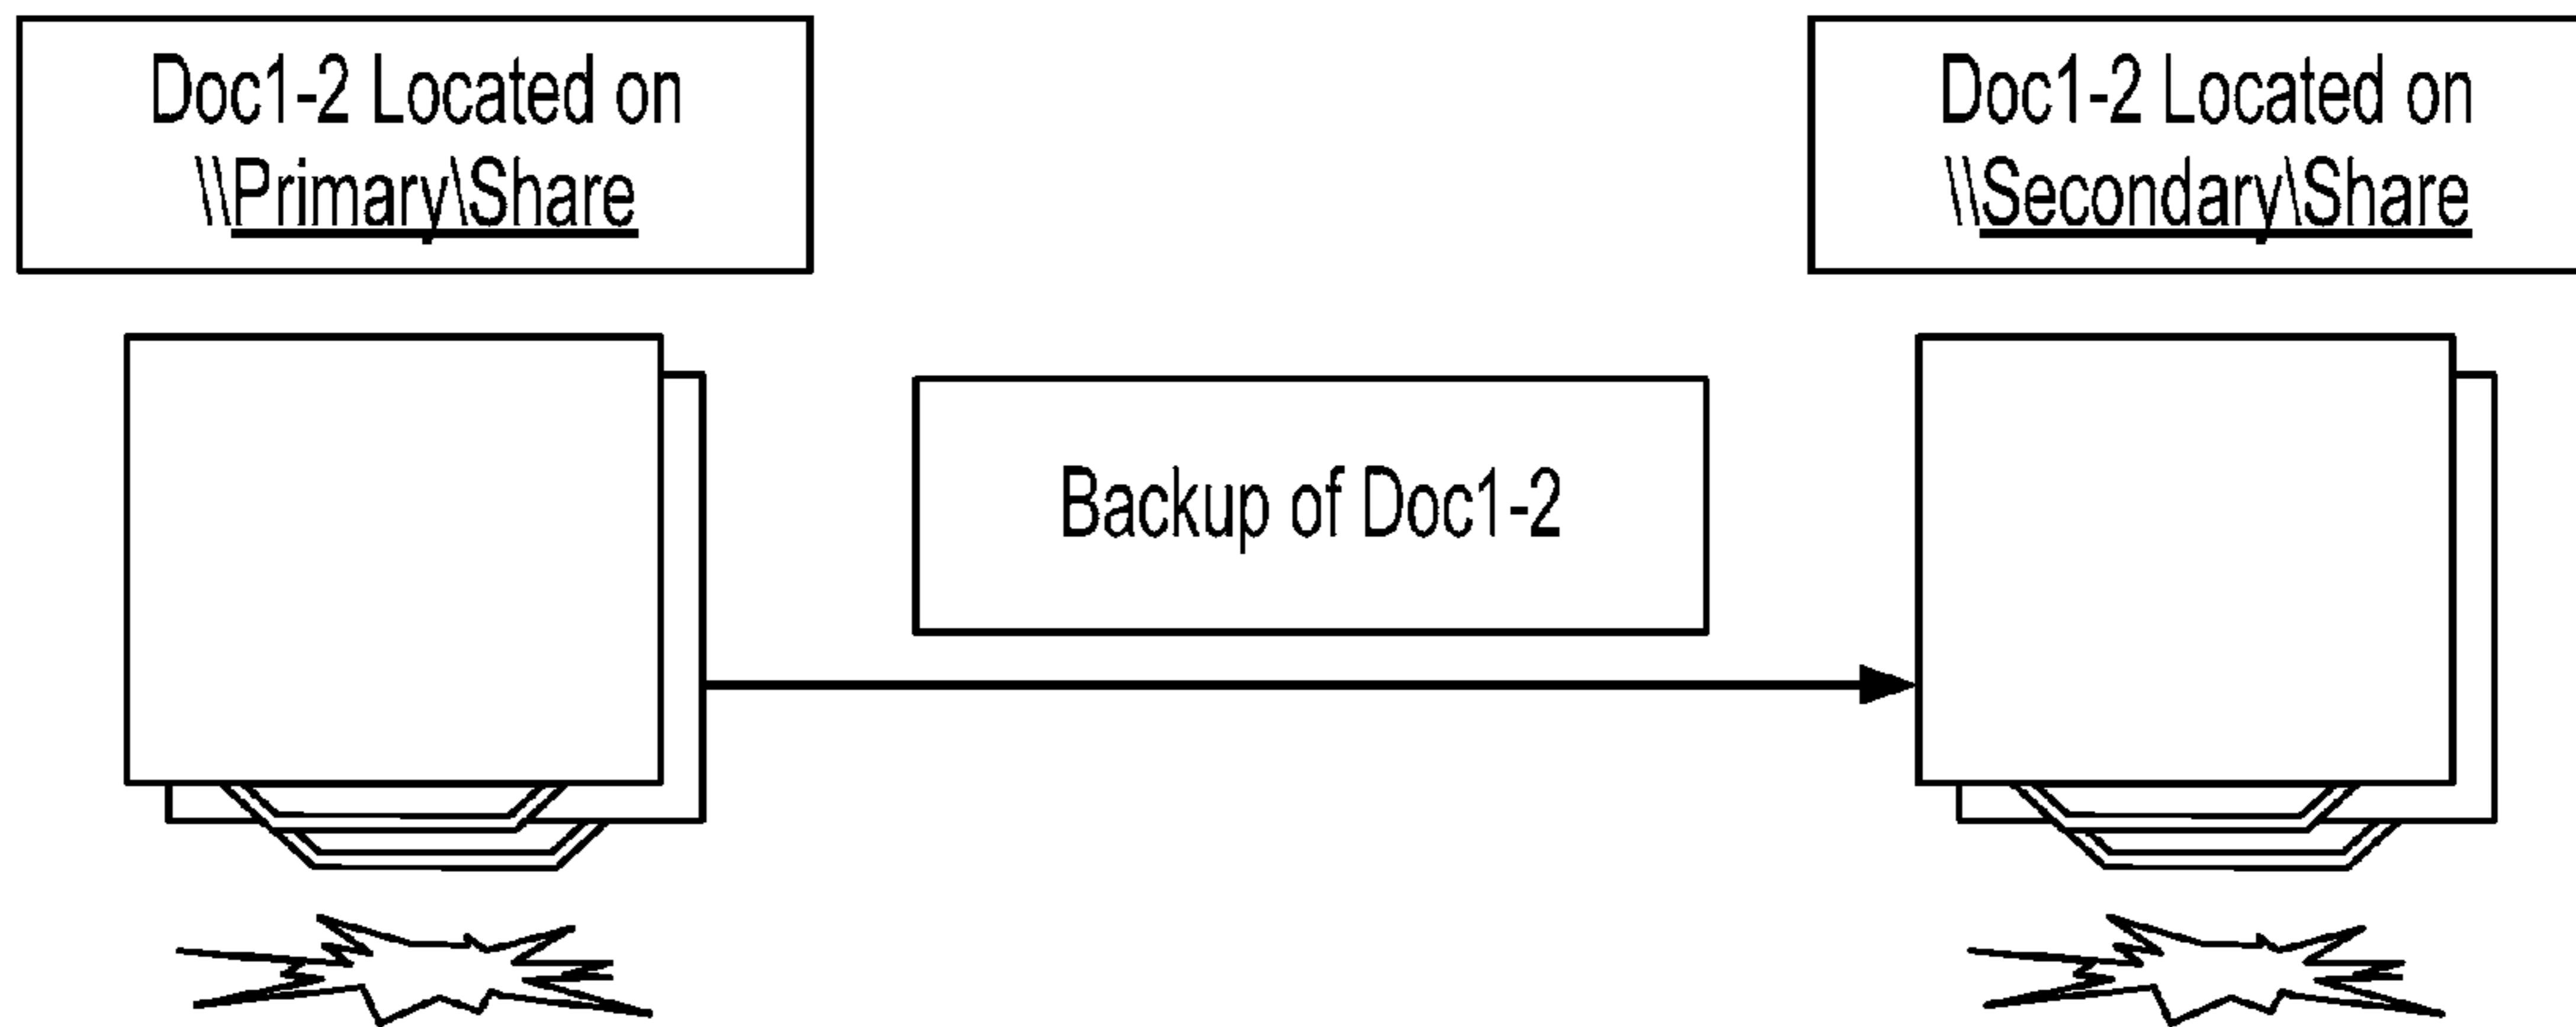 Doc1-2 Located on
\\Primary\Share
Backup of Doc1-2
Doc1-2 Located on
\\Secondary\Share